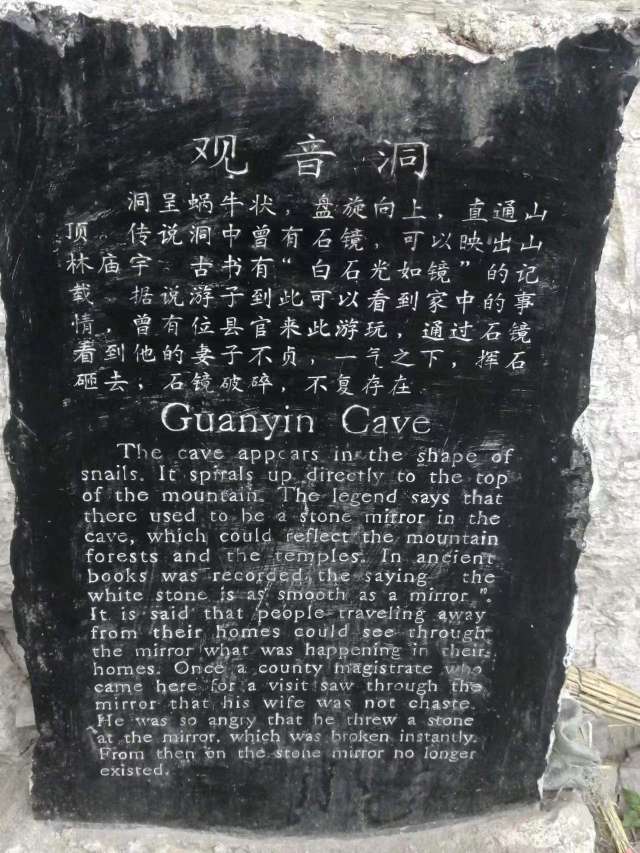 观音洞
洞呈蜗牛状，盘旋向上，直通山
顶 传说洞中曾有石镜，可以映出山
林庙宇 古书有“白石光如镜”的记
载 据说游子到此可以看到家中的事
情，曾有位县官来此游玩，通过石镜
看到他的妻子不贞，一气之下，挥石
砸去；石镜破碎，不复存在
Guanyin Cave
The cave appears in the shape of
snails. It spirals up directly to the top
of the mountain. The legend says that
there used to be a stone mirror in the
cave, which could reflect the mountain
forests and the temples. In ancient
books was recorded the saying the
white stone is as smooth as a mirror ".
It is said that people traveling away
from their homes could see through
the mirror what was happening in their
homes. Once a county magistrate who
came here for a visit saw through the
mirror that his wife was not chaste.
He was so angry that he threw a stone
at the mirror, which was broken instantly.
From then on the stone mirror no longer
existed.